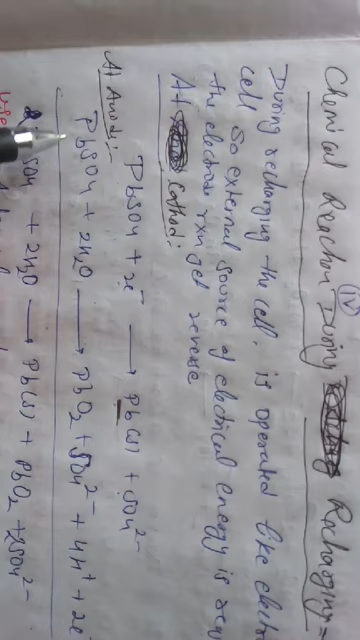 (iv)
Chemical Reaction During Recharging =
During recharging the cell, is operated like elect
cell so external source of electrical energy is
the electrode rxn get reverse
At Cathod:
PbSO4 + 2e⁻ → Pb(s) + SO4²⁻
At Anode:-
PbSO4 + 2H2O → PbO2 + SO4²⁻ + 4H⁺ + 2e⁻
SO4 + 2H2O → Pb(s) + PbO2 + 2SO4²⁻